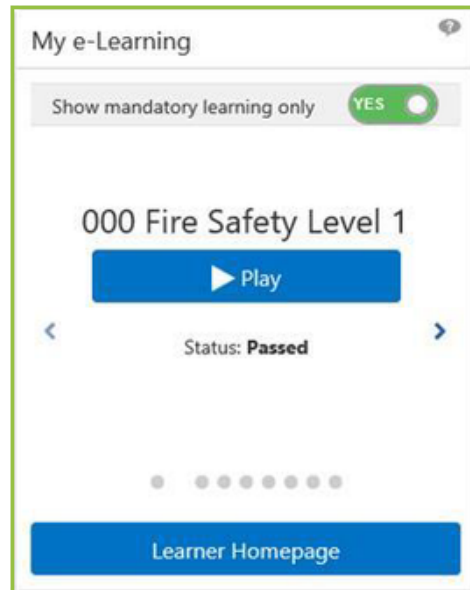 My e-Learning
Show mandatory learning only YES
000 Fire Safety Level 1
Play
Status: Passed
Learner Homepage